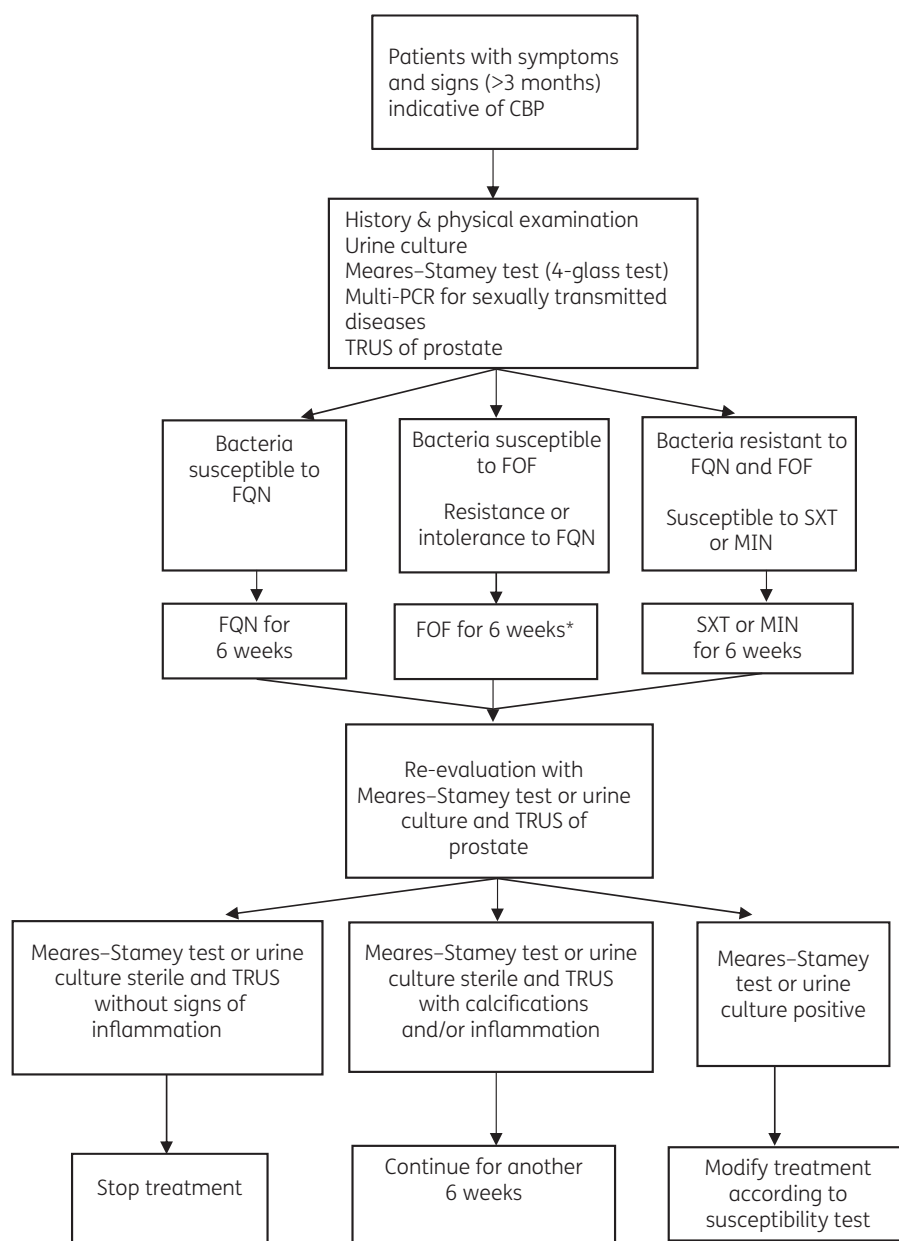 Patients with symptoms
and signs (>3 months)
indicative of CBP
History & physical examination
Urine culture
Meares–Stamey test (4-glass test)
Multi-PCR for sexually transmitted
diseases
TRUS of prostate
Bacteria
susceptible to
FQN
Bacteria susceptible
to FOF
Resistance or
intolerance to FQN
Bacteria resistant to
FQN and FOF
Susceptible to SXT
or MIN
FQN for
6 weeks
FOF for 6 weeks*
SXT or MIN
for 6 weeks
Re-evaluation with
Meares–Stamey test or urine
culture and TRUS of
prostate
Meares–Stamey test or urine
culture sterile and TRUS
without signs of
inflammation
Meares–Stamey test or urine
culture sterile and TRUS
with calcifications
and/or inflammation
Meares–Stamey
test or urine
culture positive
Stop treatment
Continue for another
6 weeks
Modify treatment
according to
susceptibility test